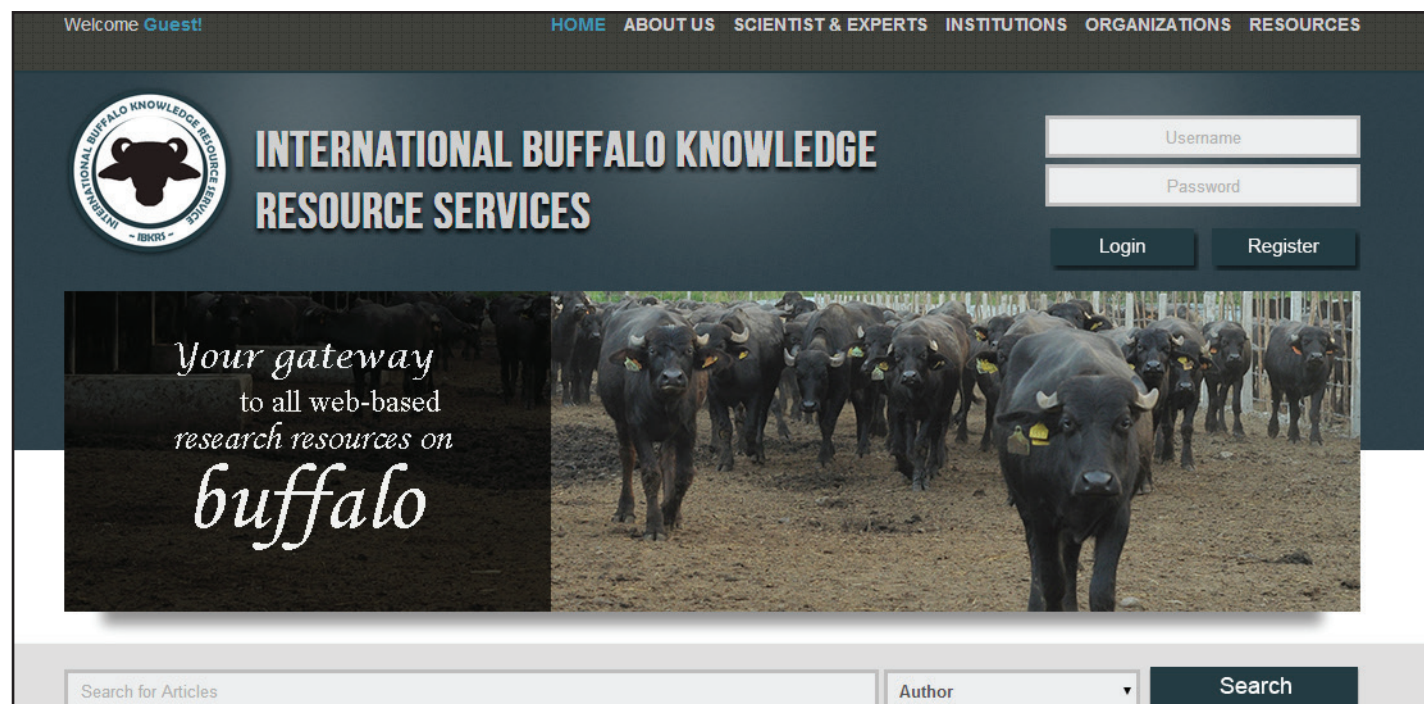 Welcome Guest!
HOME ABOUT US SCIENTIST & EXPERTS INSTITUTIONS ORGANIZATIONS RESOURCES
INTERNATIONAL BUFFALO KNOWLEDGE RESOURCE SERVICE
- IBKRS -
INTERNATIONAL BUFFALO KNOWLEDGE
RESOURCE SERVICES
Username
Password
Login Register
Your gateway
to all web-based
research resources on
buffalo
Search for Articles
Author
Search